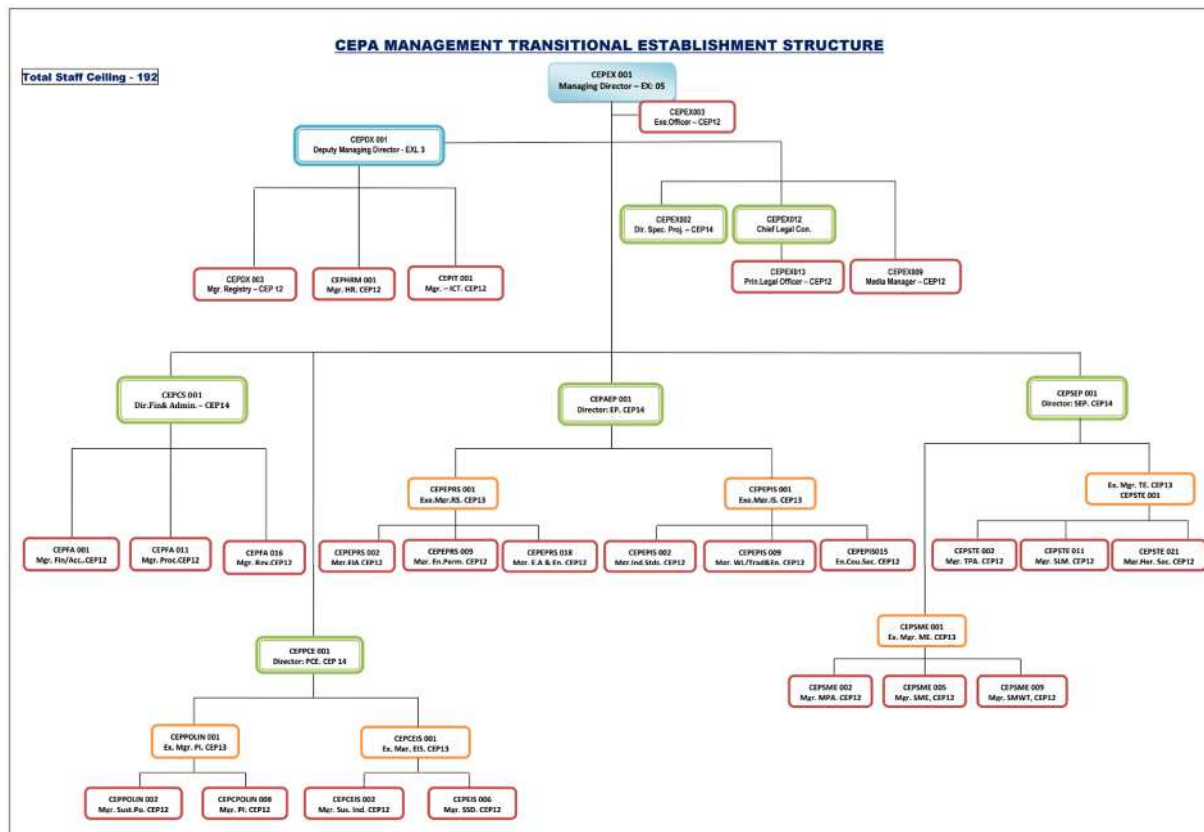 CEPA MANAGEMENT TRANSITIONAL ESTABLISHMENT STRUCTURE
Total Staff Ceiling - 192
CEPEX 001
Managing Director – EX: 05
CEPEX003
Exe.Officer – CEP12
CEPDX 001
Deputy Managing Director - EXL 3
CEPEX002
Dir. Spec. Proj. – CEP14
CEPEX012
Chief Legal Con.
CEPDX 003
Mgr. Registry – CEP 12
CEPHRM 001
Mgr. HR. CEP12
CEPIT 001
Mgr. – ICT. CEP12
CEPEX013
Prin.Legal Officer – CEP12
CEPEX009
Media Manager – CEP12
CEPCS 001
Dir.Fin& Admin. – CEP14
CEPAEP 001
Director: EP. CEP14
CEPSEP 001
Director: SEP. CEP14
CEPEPRS 001
Exe.Mgr.RS. CEP13
CEPEPIS 001
Exe.Mgr.IS. CEP13
Ex. Mgr. TE. CEP13
CEPSTE 001
CEPFA 001
Mgr. Fin/Acc..CEP12
CEPFA 011
Mgr. Proc.CEP12
CEPFA 016
Mgr. Rev.CEP12
CEPEPRS 002
Mgr.EIA CEP12
CEPEPRS 009
Mgr. En.Perm. CEP12
CEPEPRS 018
Mgr. E.A & En. CEP12
CEPEPIS 002
Mgr.Ind.Stds. CEP12
CEPEPIS 009
Mgr. WL/Trad&En. CEP12
CEPEPIS015
En.Cou.Sec. CEP12
CEPSTE 002
Mgr. TPA. CEP12
CEPSTE 011
Mgr. SLM. CEP12
CEPSTE 021
Mgr.Her. Sec. CEP12
CEPSME 001
Ex. Mgr. ME. CEP13
CEPPCE 001
Director: PCE. CEP 14
CEPSME 002
Mgr. MPA. CEP12
CEPSME 005
Mgr. SME, CEP12
CEPSME 009
Mgr. SMWT, CEP12
CEPPOLIN 001
Ex. Mgr. PI. CEP13
CEPCEIS 001
Ex. Mgr. EIS. CEP13
CEPPOLIN 002
Mgr. Sust.Po. CEP12
CEPCPOLIN 008
Mgr. PI. CEP12
CEPCEIS 002
Mgr. Sus. Ind. CEP12
CEPEIS 006
Mgr. SSD. CEP12